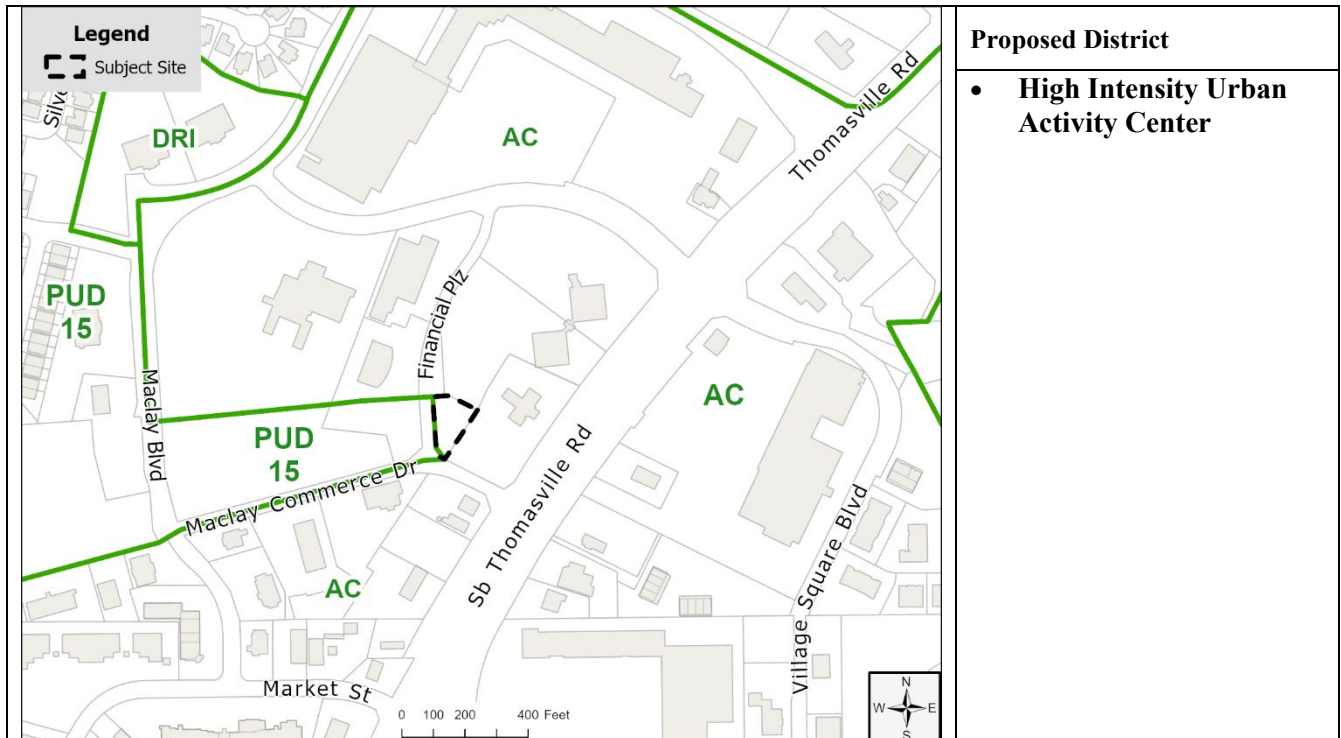 Legend
Subject Site
Silve
DRI
AC
Thomasville Rd
PUD
15
Financial Plz
Maclay Blvd
PUD
15
AC
Maclay Commerce Dr
Sb Thomasville Rd
AC
Village Square Blvd
Market St
0 100 200 400 Feet
N
W E
S
Proposed District
• High Intensity Urban
Activity Center